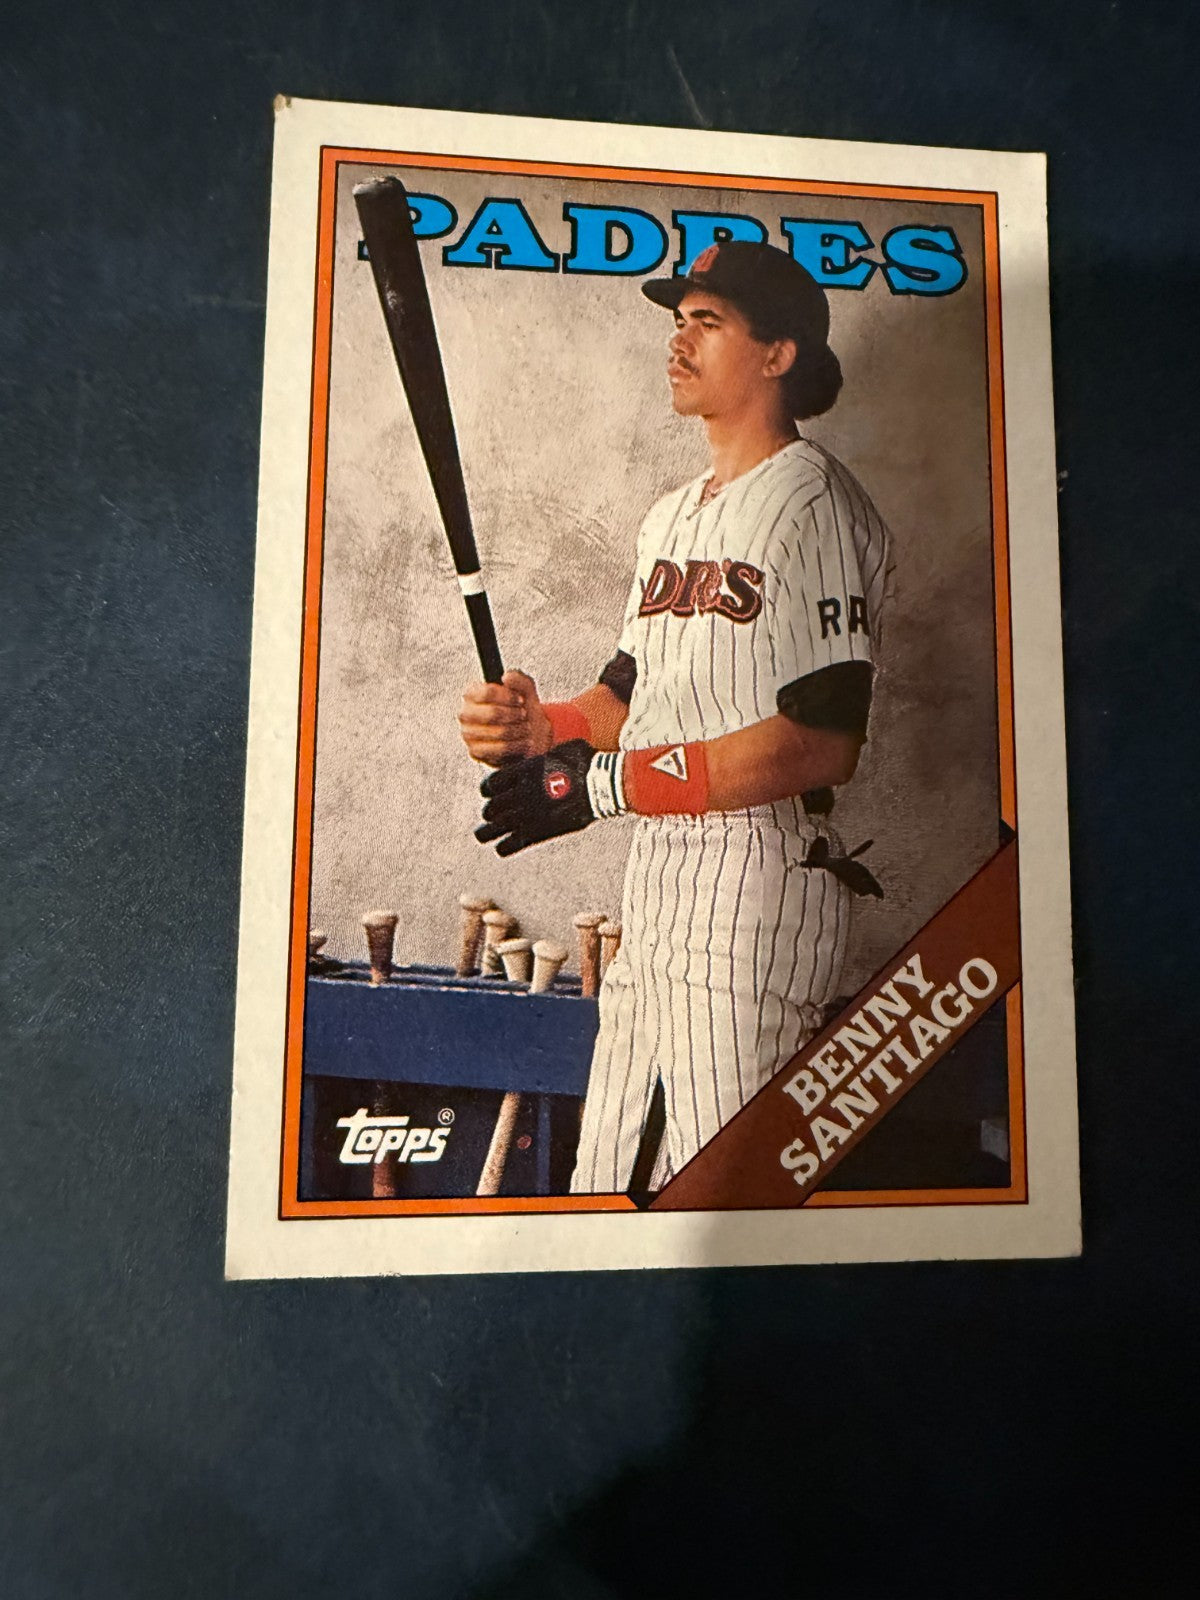 PADRES
DRES
RA
L
BENNY
SANTIAGO
topps®